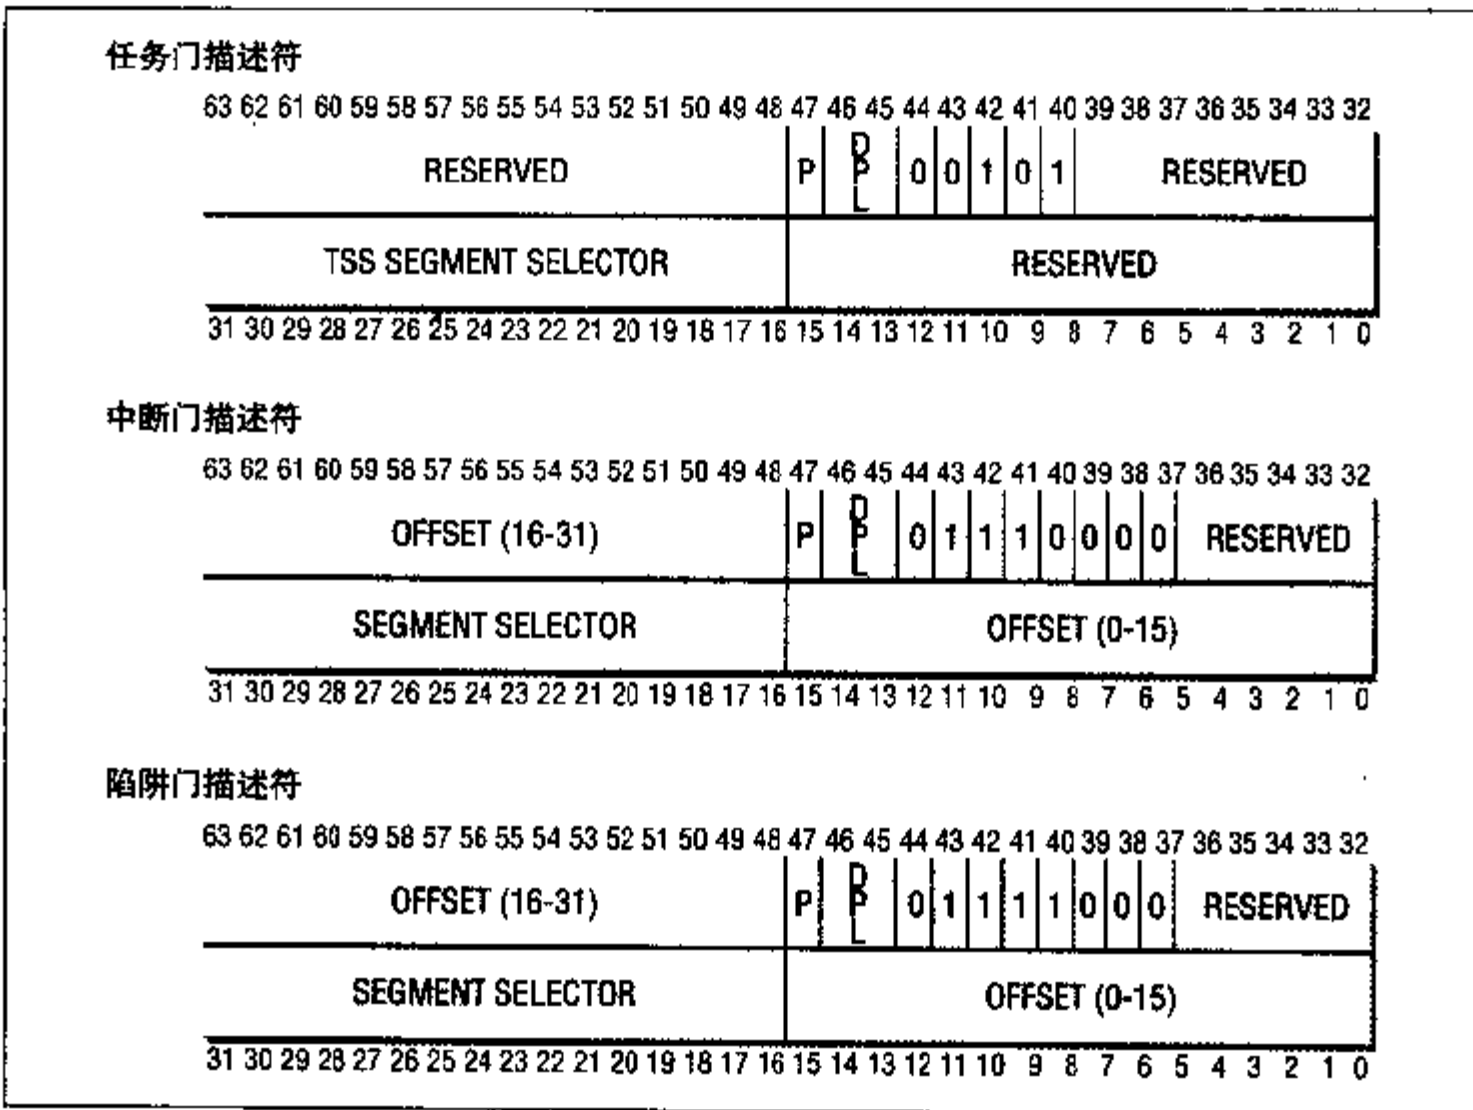 任务门描述符
63 62 61 60 59 58 57 56 55 54 53 52 51 50 49 48 47 46 45 44 43 42 41 40 39 38 37 36 35 34 33 32
RESERVED P DPL 0 0 1 0 1 RESERVED
TSS SEGMENT SELECTOR RESERVED
31 30 29 28 27 26 25 24 23 22 21 20 19 18 17 16 15 14 13 12 11 10 9 8 7 6 5 4 3 2 1 0
中断门描述符
63 62 61 60 59 58 57 56 55 54 53 52 51 50 49 48 47 46 45 44 43 42 41 40 39 38 37 36 35 34 33 32
OFFSET (16-31) P DPL 0 1 1 1 0 0 0 0 RESERVED
SEGMENT SELECTOR OFFSET (0-15)
31 30 29 28 27 26 25 24 23 22 21 20 19 18 17 16 15 14 13 12 11 10 9 8 7 6 5 4 3 2 1 0
陷阱门描述符
63 62 61 60 59 58 57 56 55 54 53 52 51 50 49 48 47 46 45 44 43 42 41 40 39 38 37 36 35 34 33 32
OFFSET (16-31) P DPL 0 1 1 1 1 0 0 0 RESERVED
SEGMENT SELECTOR OFFSET (0-15)
31 30 29 28 27 26 25 24 23 22 21 20 19 18 17 16 15 14 13 12 11 10 9 8 7 6 5 4 3 2 1 0